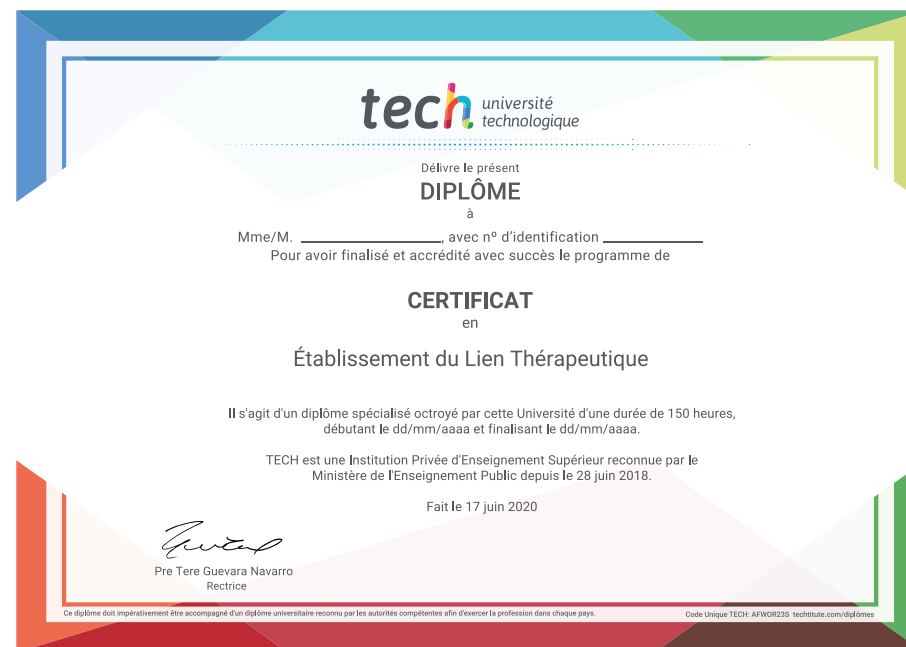 tech université
technologique
Délivre le présent
DIPLÔME
à
Mme/M. ____________________, avec nº d'identification ______________
Pour avoir finalisé et accrédité avec succès le programme de
CERTIFICAT
en
Établissement du Lien Thérapeutique
Il s'agit d'un diplôme spécialisé octroyé par cette Université d'une durée de 150 heures,
débutant le dd/mm/aaaa et finalisant le dd/mm/aaaa.
TECH est une Institution Privée d'Enseignement Supérieur reconnue par le
Ministère de l'Enseignement Public depuis le 28 juin 2018.
Fait le 17 juin 2020
Pre Tere Guevara Navarro
Rectrice
Ce diplôme doit impérativement être accompagné d'un diplôme universitaire reconnu par les autorités compétentes afin d'exercer la profession dans chaque pays.
Code Unique TECH: AFWOR23S techtitute.com/diplômes